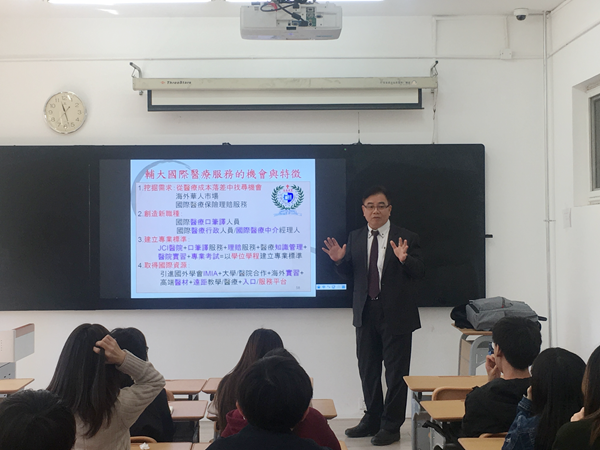 輔大國際醫療服務的機會與特徵
1.挖掘需求:從醫療成本落差中找尋機會
海外華人市場
國際醫療保險理賠服務
2.創造新職種
國際醫療口筆譯人員
國際醫療行政人員/國際醫療中介經理人
3.建立專業標準
JCI醫院+口筆譯服務+理賠服務+醫療知識管理+
醫院實習+專業考試=以學位學程建立專業標準
4.取得國際資源
引進國外學會IMIA+大學/醫院合作+海外實習+
高端醫材+遠距教學/醫療+入口/服務平台